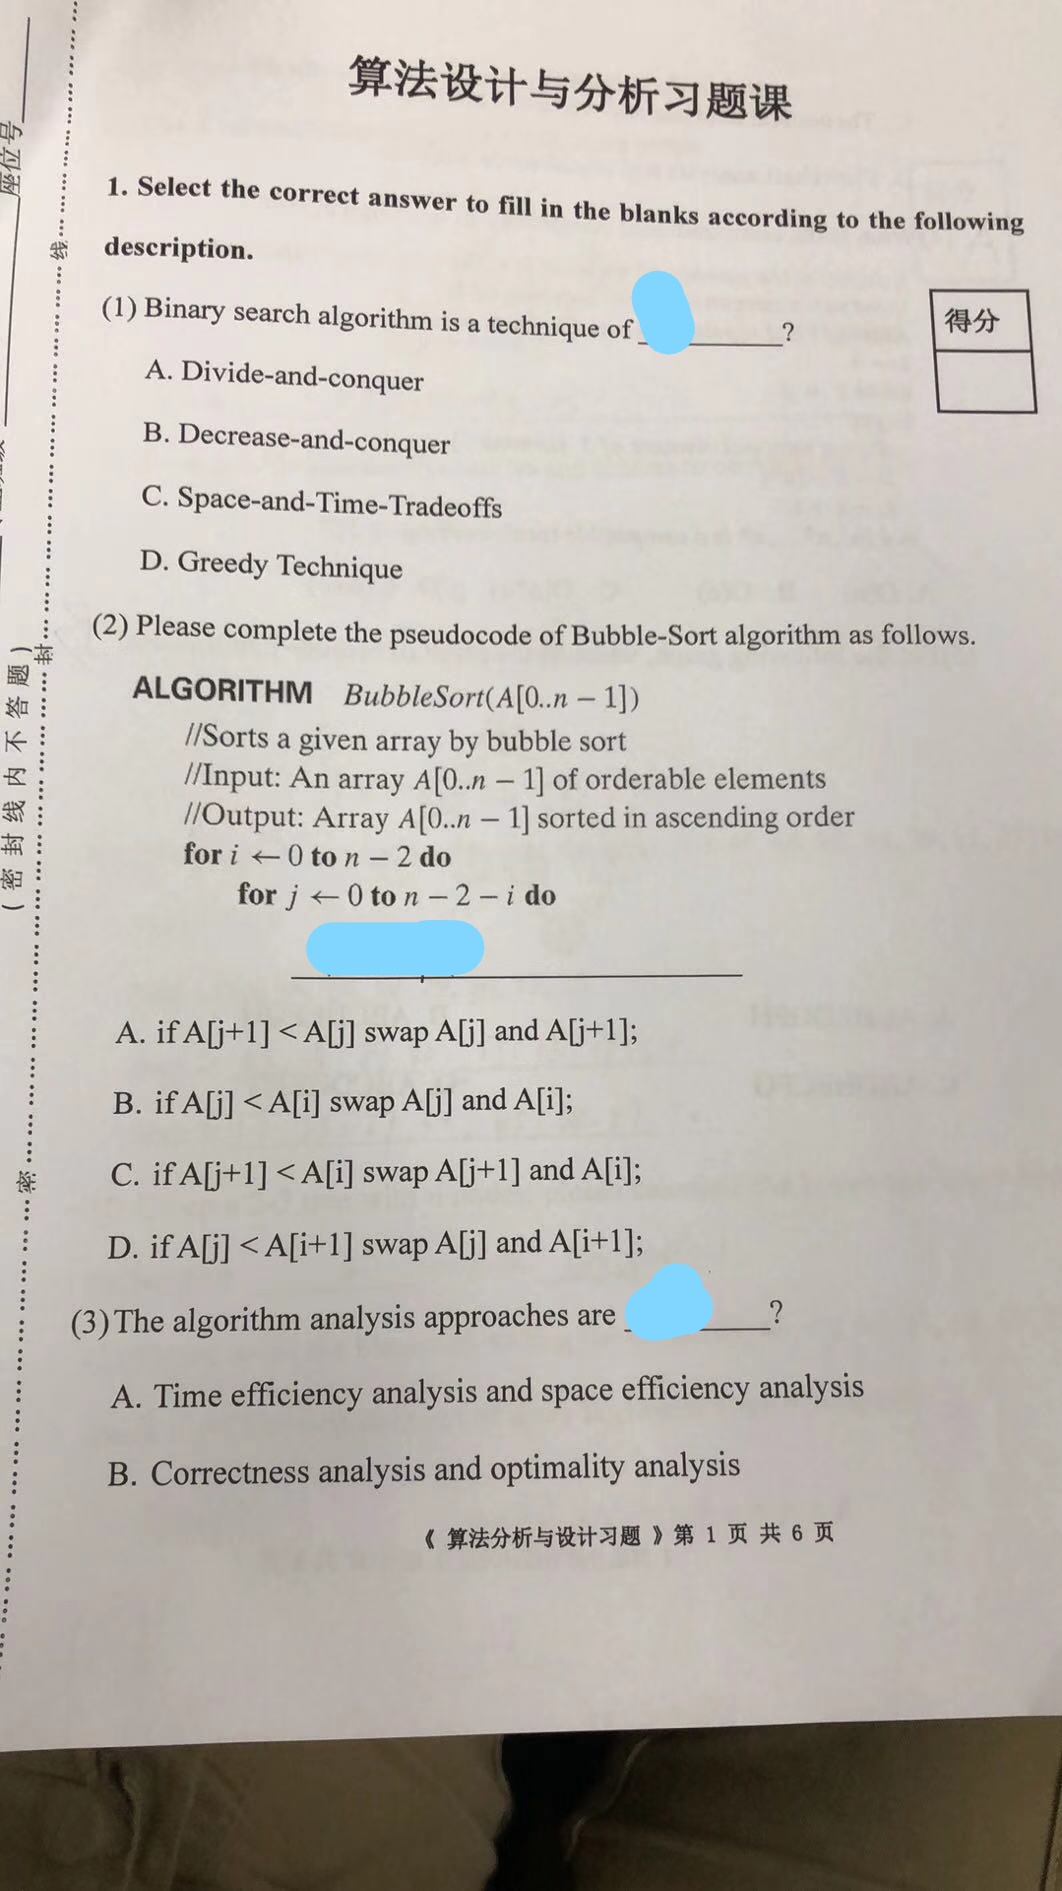 算法设计与分析习题课
1. Select the correct answer to fill in the blanks according to the following
description.
得分
(1) Binary search algorithm is a technique of ________?
A. Divide-and-conquer
B. Decrease-and-conquer
C. Space-and-Time-Tradeoffs
D. Greedy Technique
(2) Please complete the pseudocode of Bubble-Sort algorithm as follows.
ALGORITHM BubbleSort(A[0..n − 1])
//Sorts a given array by bubble sort
//Input: An array A[0..n − 1] of orderable elements
//Output: Array A[0..n − 1] sorted in ascending order
for i ← 0 to n − 2 do
for j ← 0 to n − 2 − i do
A. if A[j+1] < A[j] swap A[j] and A[j+1];
B. if A[j] < A[i] swap A[j] and A[i];
C. if A[j+1] < A[i] swap A[j+1] and A[i];
D. if A[j] < A[i+1] swap A[j] and A[i+1];
(3) The algorithm analysis approaches are ________?
A. Time efficiency analysis and space efficiency analysis
B. Correctness analysis and optimality analysis
《 算法分析与设计习题 》第 1 页 共 6 页
座位号
(密封线内不答题)
密 封 线